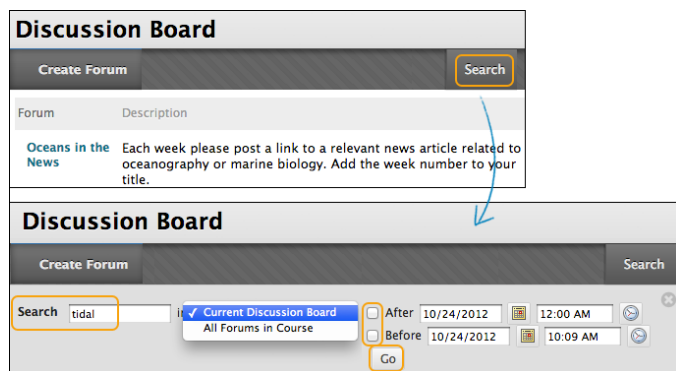 Discussion Board
Create Forum Search
Forum Description
Oceans in the News
Each week please post a link to a relevant news article related to
oceanography or marine biology. Add the week number to your
title.
Discussion Board
Create Forum Search
Search tidal i ✓ Current Discussion Board
All Forums in Course
After 10/24/2012 12:00 AM
Before 10/24/2012 10:09 AM
Go